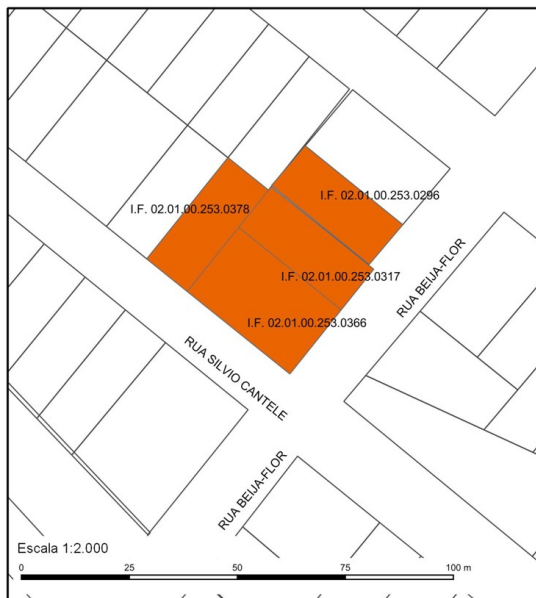 I.F. 02.01.00.253.0296
I.F. 02.01.00.253.0378
I.F. 02.01.00.253.0317
I.F. 02.01.00.253.0366
RUA BEIJA-FLOR
RUA SILVIO CANTELE
RUA BEIJA-FLOR
Escala 1:2.000
0 25 50 75 100 m